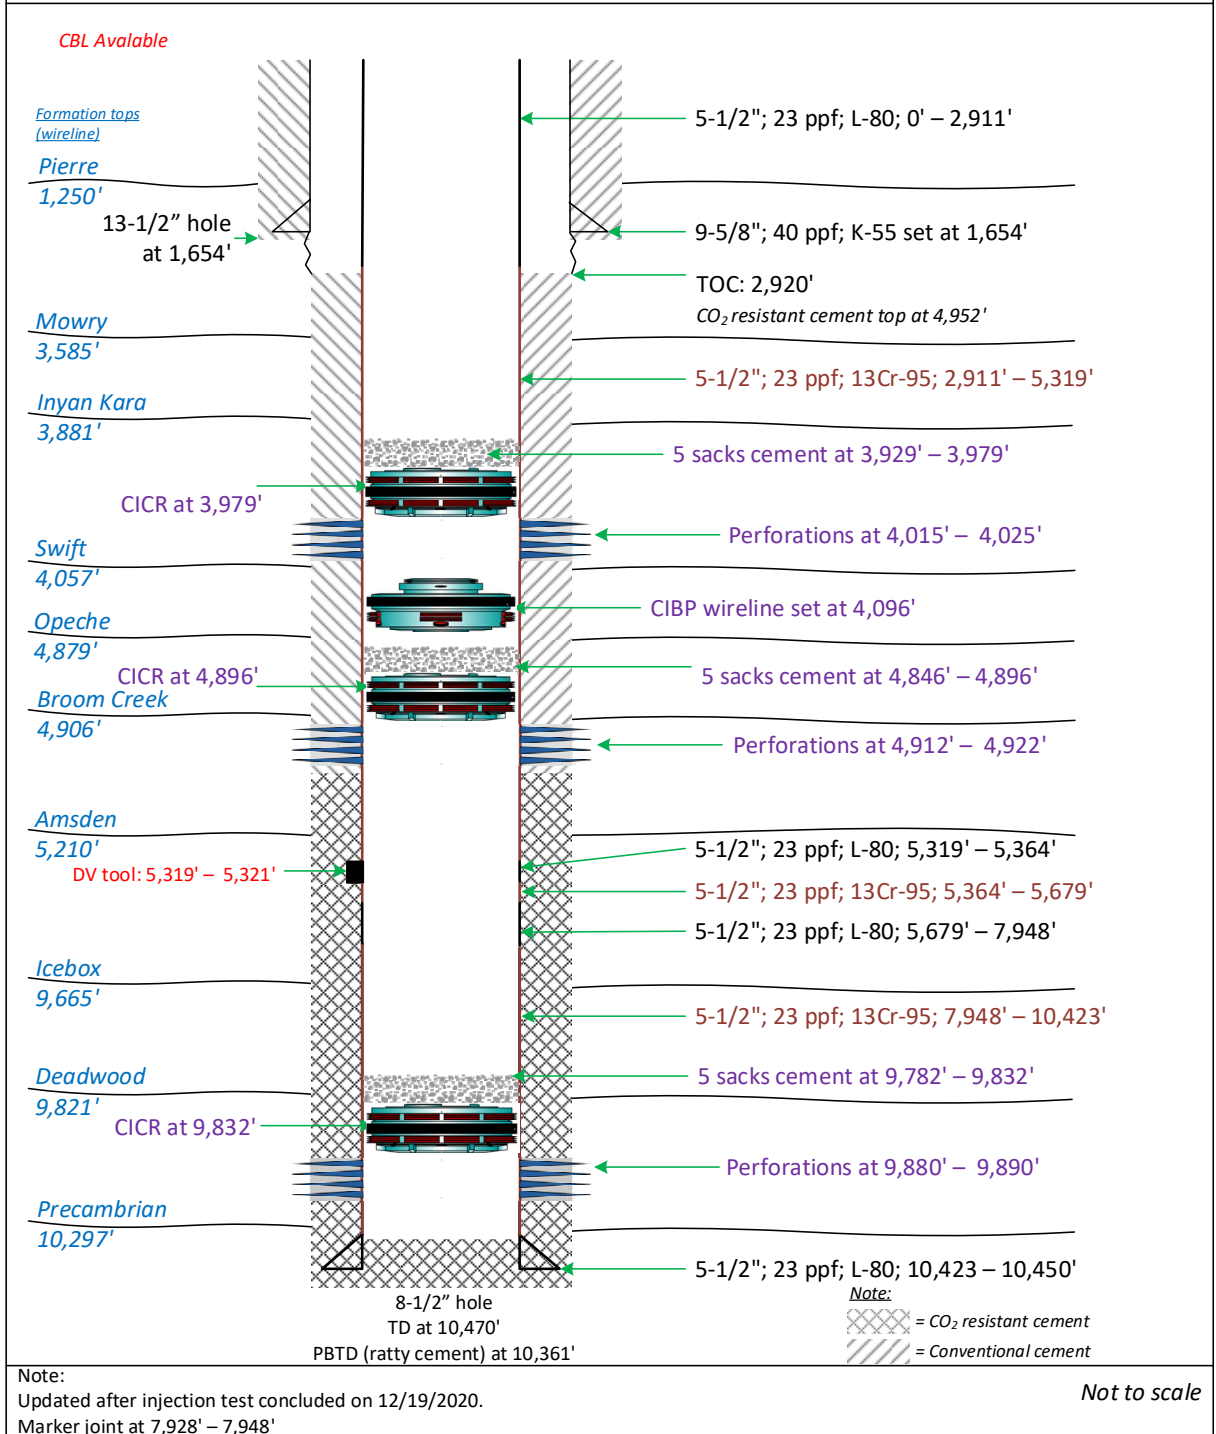 CBL Avalable
Formation tops
(wireline)
5-1/2"; 23 ppf; L-80; 0' – 2,911'
Pierre
1,250'
13-1/2” hole
at 1,654'
9-5/8"; 40 ppf; K-55 set at 1,654'
TOC: 2,920'
CO₂ resistant cement top at 4,952'
Mowry
3,585'
5-1/2"; 23 ppf; 13Cr-95; 2,911' – 5,319'
Inyan Kara
3,881'
5 sacks cement at 3,929' – 3,979'
CICR at 3,979'
Perforations at 4,015' – 4,025'
Swift
4,057'
CIBP wireline set at 4,096'
Opeche
4,879'
CICR at 4,896'
5 sacks cement at 4,846' – 4,896'
Broom Creek
4,906'
Perforations at 4,912' – 4,922'
Amsden
5,210'
5-1/2"; 23 ppf; L-80; 5,319' – 5,364'
DV tool: 5,319' – 5,321'
5-1/2"; 23 ppf; 13Cr-95; 5,364' – 5,679'
5-1/2"; 23 ppf; L-80; 5,679' – 7,948'
Icebox
9,665'
5-1/2"; 23 ppf; 13Cr-95; 7,948' – 10,423'
Deadwood
9,821'
5 sacks cement at 9,782' – 9,832'
CICR at 9,832'
Perforations at 9,880' – 9,890'
Precambrian
10,297'
5-1/2"; 23 ppf; L-80; 10,423 – 10,450'
8-1/2” hole
TD at 10,470'
PBTD (ratty cement) at 10,361'
Note:
= CO₂ resistant cement
= Conventional cement
Note:
Updated after injection test concluded on 12/19/2020.
Marker joint at 7,928' – 7,948'
Not to scale